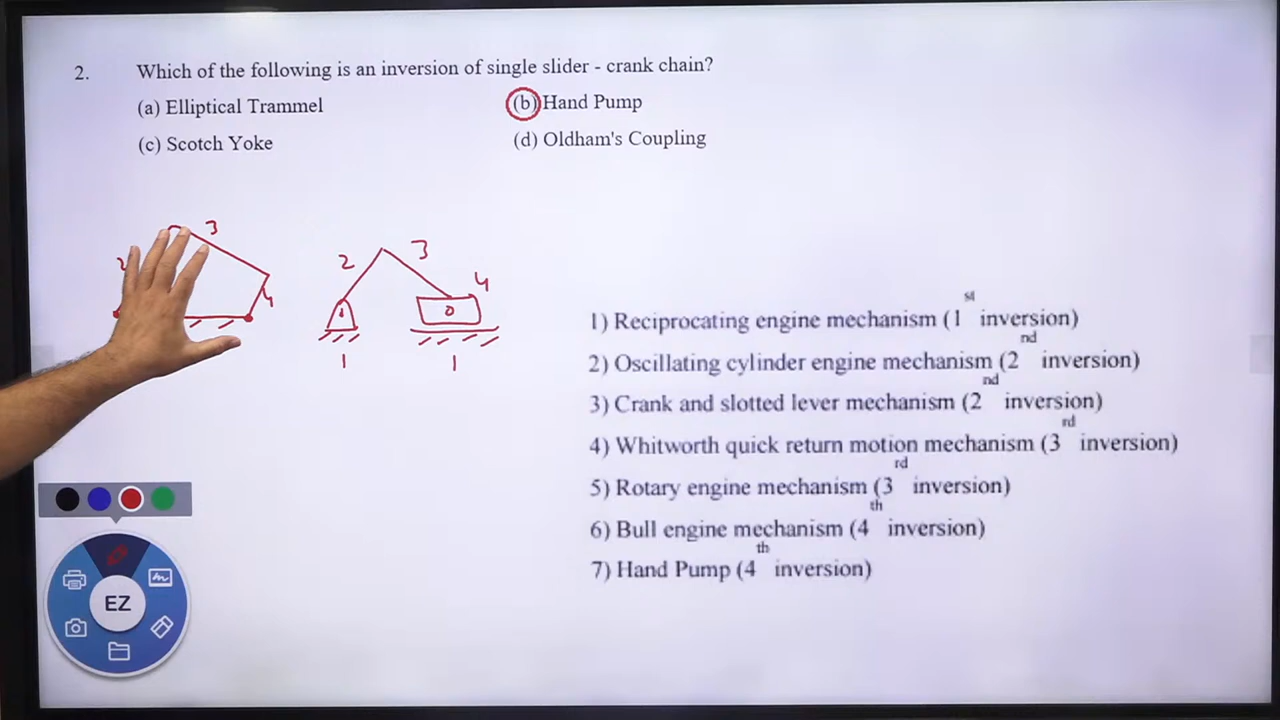 2. Which of the following is an inversion of single slider - crank chain?
(a) Elliptical Trammel (b) Hand Pump
(c) Scotch Yoke (d) Oldham's Coupling
2 3 4
2 3 4
1 1
1) Reciprocating engine mechanism (1st inversion)
2) Oscillating cylinder engine mechanism (2nd inversion)
3) Crank and slotted lever mechanism (2nd inversion)
4) Whitworth quick return motion mechanism (3rd inversion)
5) Rotary engine mechanism (3rd inversion)
6) Bull engine mechanism (4th inversion)
7) Hand Pump (4th inversion)
EZ